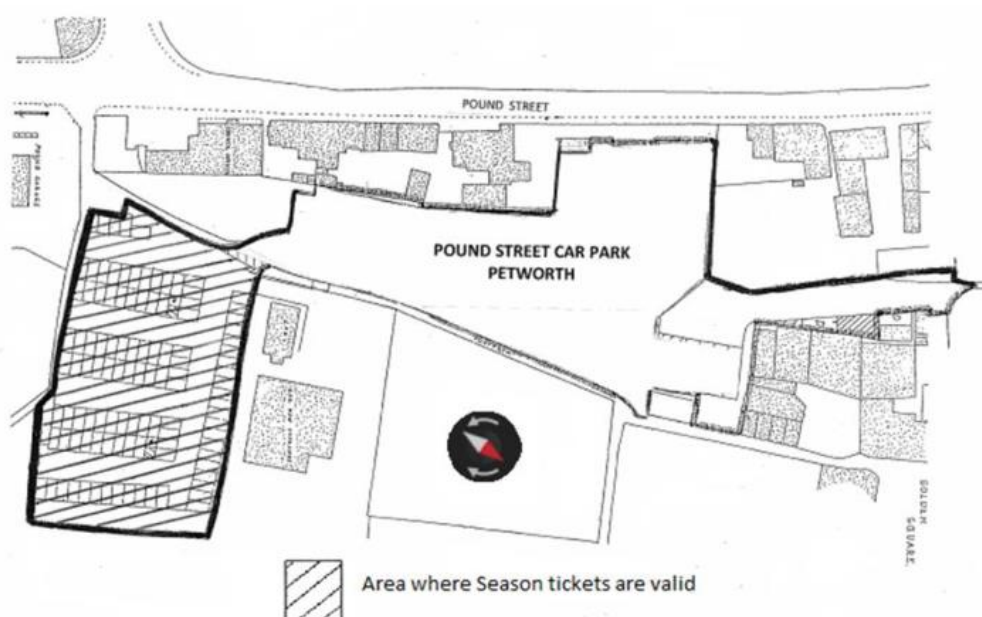 POUND STREET
POUND STREET CAR PARK
PETWORTH
GOLDEN
SQUARE
Area where Season tickets are valid